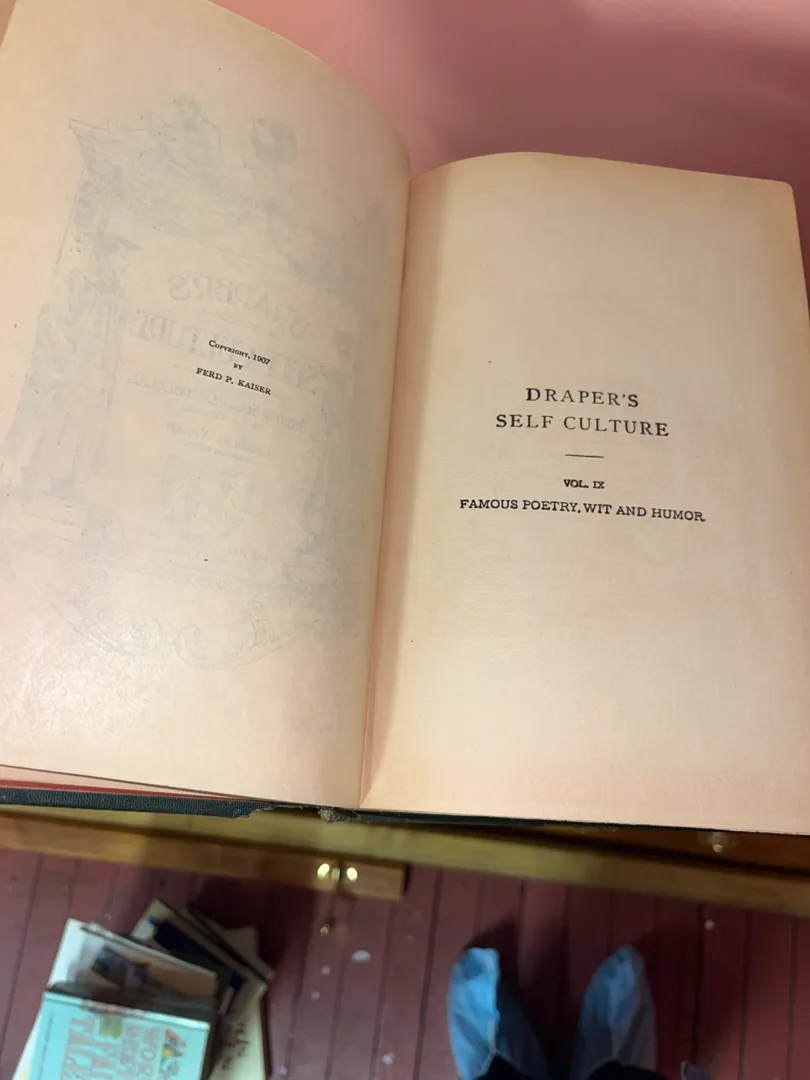 Copyright, 1907
BY
FERD P. KAISER
DRAPER'S
SELF CULTURE
VOL. IX
FAMOUS POETRY, WIT AND HUMOR